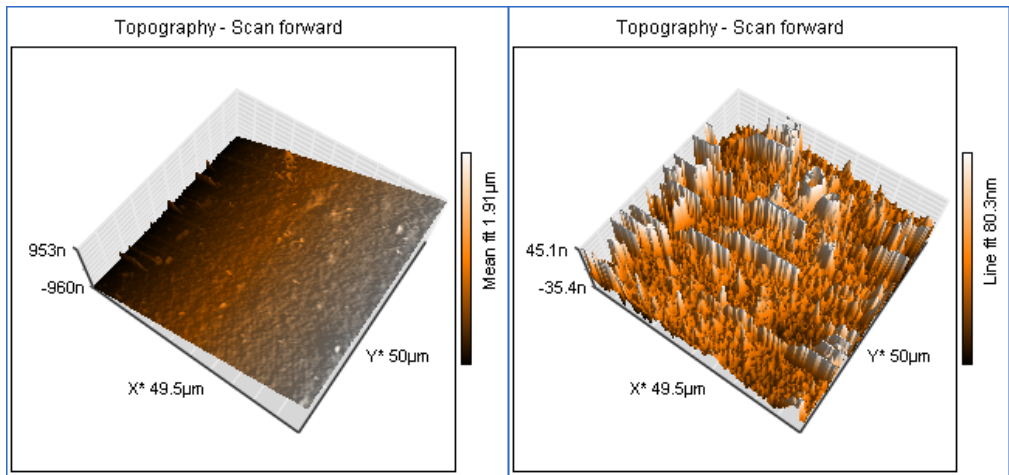 Topography - Scan forward
953n
-960n
X* 49.5µm
Y* 50µm
Mean fit 1.91µm
Topography - Scan forward
45.1n
-35.4n
X* 49.5µm
Y* 50µm
Line fit 80.3nm